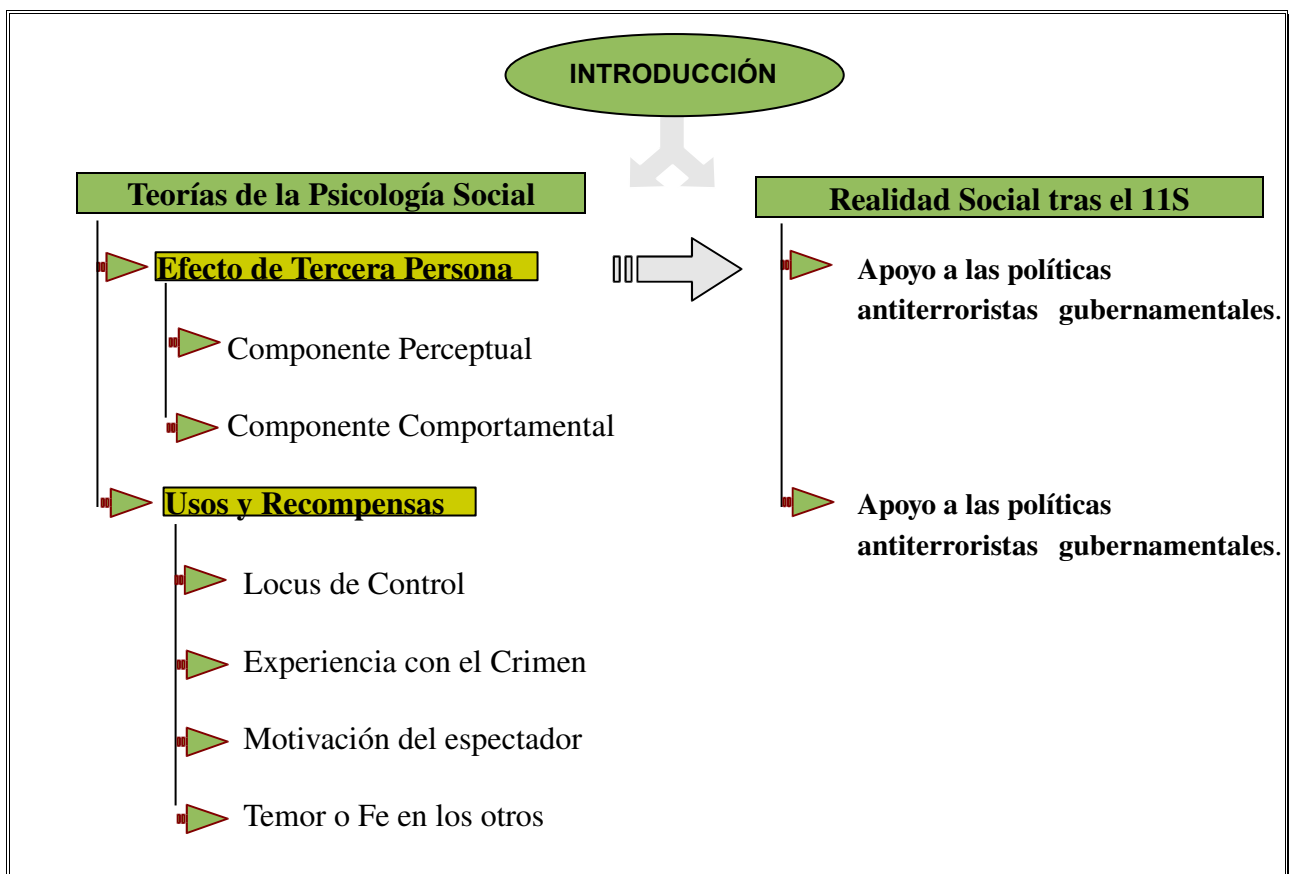 INTRODUCCIÓN
Teorías de la Psicología Social
Efecto de Tercera Persona
Componente Perceptual
Componente Comportamental
Usos y Recompensas
Locus de Control
Experiencia con el Crimen
Motivación del espectador
Temor o Fe en los otros
Realidad Social tras el 11S
Apoyo a las políticas
antiterroristas gubernamentales.
Apoyo a las políticas
antiterroristas gubernamentales.